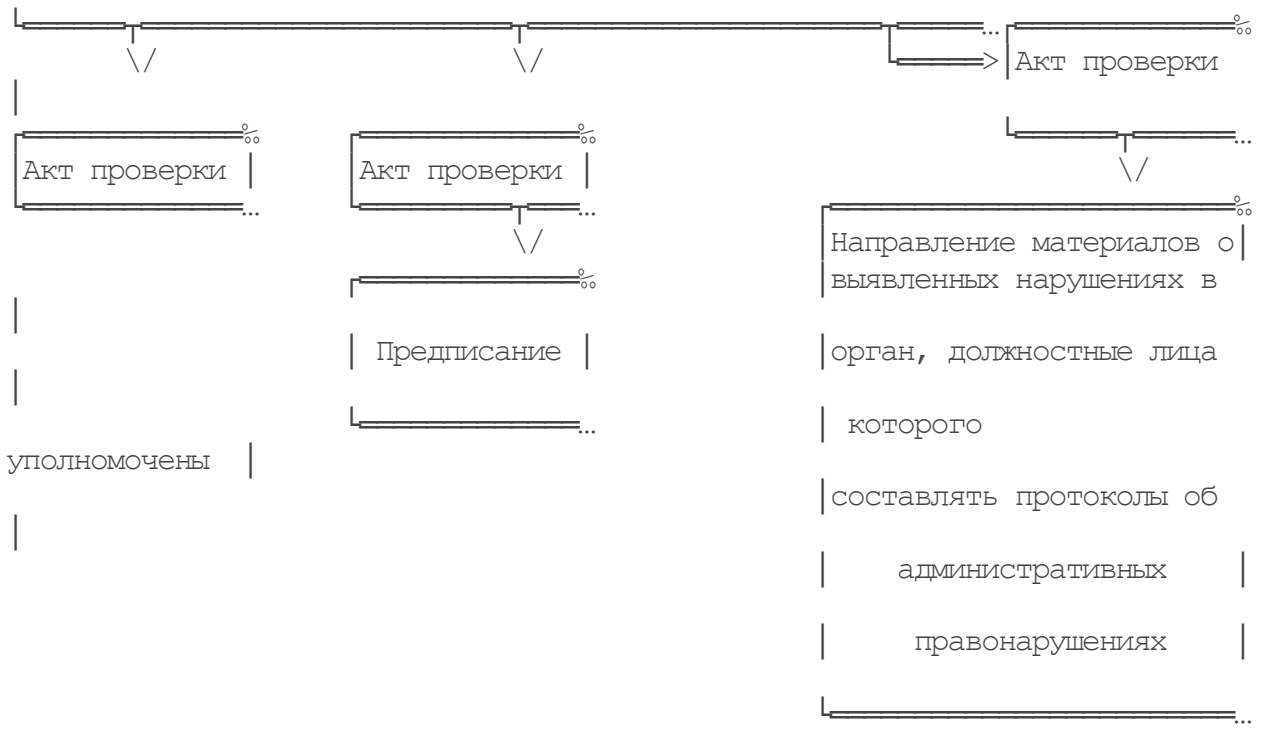 Акт проверки
Акт проверки Акт проверки
Направление материалов о
выявленных нарушениях в
Предписание орган, должностные лица
которого
уполномочены
составлять протоколы об
административных
правонарушениях